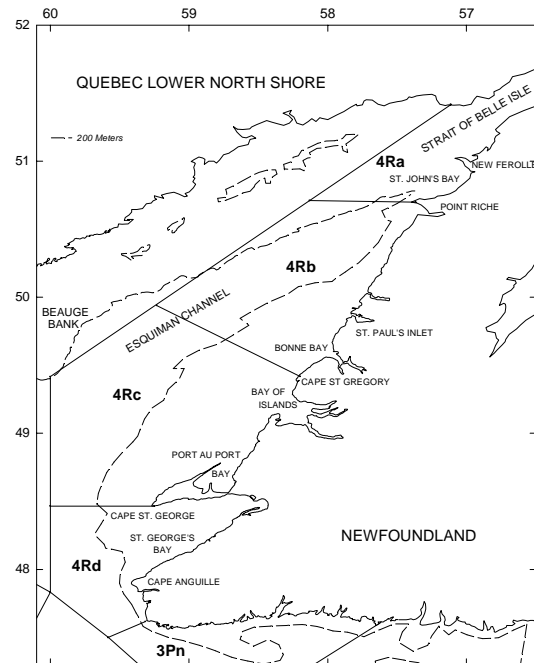 60 59 58 57
52
QUEBEC LOWER NORTH SHORE
200 Meters
STRAIT OF BELLE ISLE
51
4Ra
NEW FEROLLE
ST. JOHN'S BAY
POINT RICHE
4Rb
50
BEAUGE
BANK
ESQUIMAN CHANNEL
ST. PAUL'S INLET
BONNE BAY
CAPE ST GREGORY
4Rc
BAY OF
ISLANDS
49
PORT AU PORT
BAY
CAPE ST. GEORGE
ST. GEORGE'S
BAY
NEWFOUNDLAND
48
4Rd
CAPE ANGUILLE
3Pn